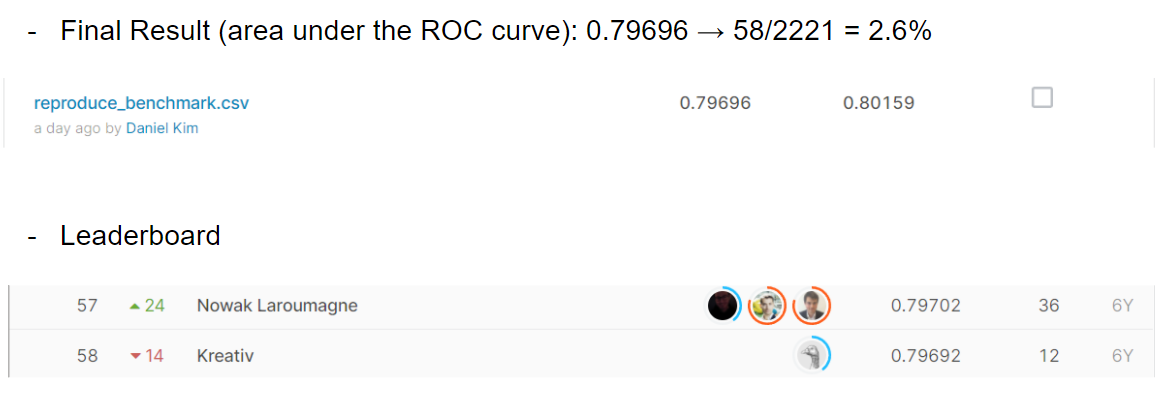 - Final Result (area under the ROC curve): 0.79696 → 58/2221 = 2.6%
reproduce_benchmark.csv 0.79696 0.80159
a day ago by Daniel Kim
- Leaderboard
57 ▲ 24 Nowak Laroumagne 0.79702 36 6Y
58 ▼ 14 Kreativ 0.79692 12 6Y